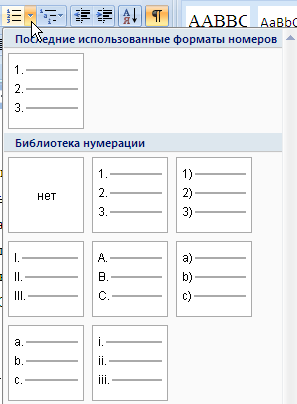 AABBC AaBbC
Последние использованные форматы номеров
1.
2.
3.
Библиотека нумерации
нет
1.
2.
3.
1)
2)
3)
I.
II.
III.
A.
B.
C.
a)
b)
c)
a.
b.
c.
i.
ii.
iii.